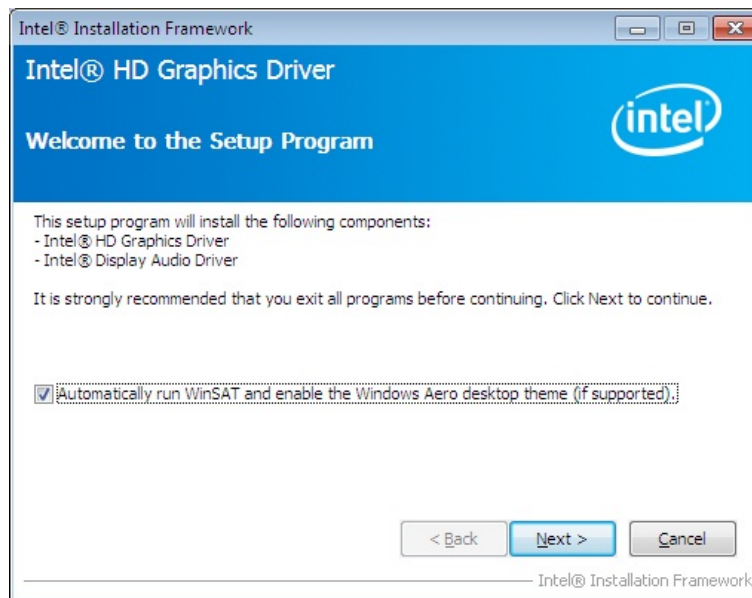 Intel® Installation Framework
Intel® HD Graphics Driver
intel
Welcome to the Setup Program
This setup program will install the following components:
- Intel® HD Graphics Driver
- Intel® Display Audio Driver
It is strongly recommended that you exit all programs before continuing. Click Next to continue.
Automatically run WinSAT and enable the Windows Aero desktop theme (if supported).
< Back
Next >
Cancel
Intel® Installation Framework